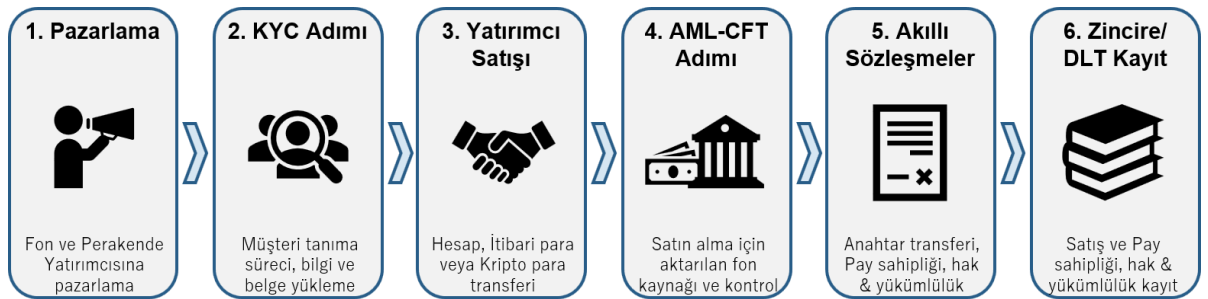 1. Pazarlama
Fon ve Perakende
Yatırımcısına
pazarlama
2. KYC Adımı
Müşteri tanıma
süreci, bilgi ve
belge yükleme
3. Yatırımcı
Satışı
Hesap, İtibari para
veya Kripto para
transferi
4. AML-CFT
Adımı
Satın alma için
aktarılan fon
kaynağı ve kontrol
5. Akıllı
Sözleşmeler
Anahtar transferi,
Pay sahipliği, hak
& yükümlülük
6. Zincire/
DLT Kayıt
Satış ve Pay
sahipliği, hak &
yükümlülük kayıt